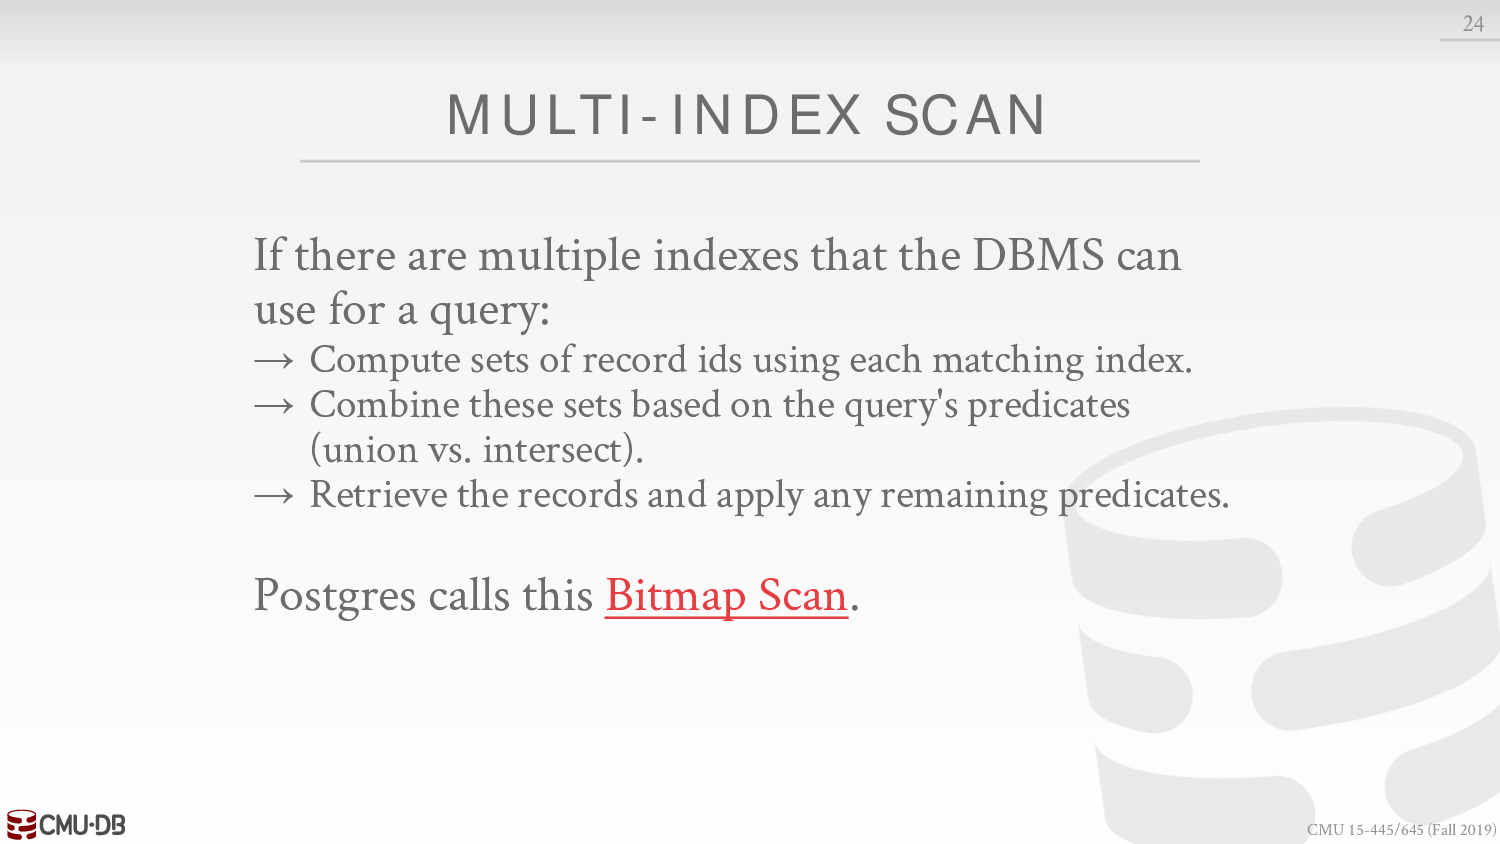 24
MULTI-INDEX SCAN
If there are multiple indexes that the DBMS can
use for a query:
→ Compute sets of record ids using each matching index.
→ Combine these sets based on the query's predicates
(union vs. intersect).
→ Retrieve the records and apply any remaining predicates.
Postgres calls this Bitmap Scan.
CMU·DB
CMU 15-445/645 (Fall 2019)